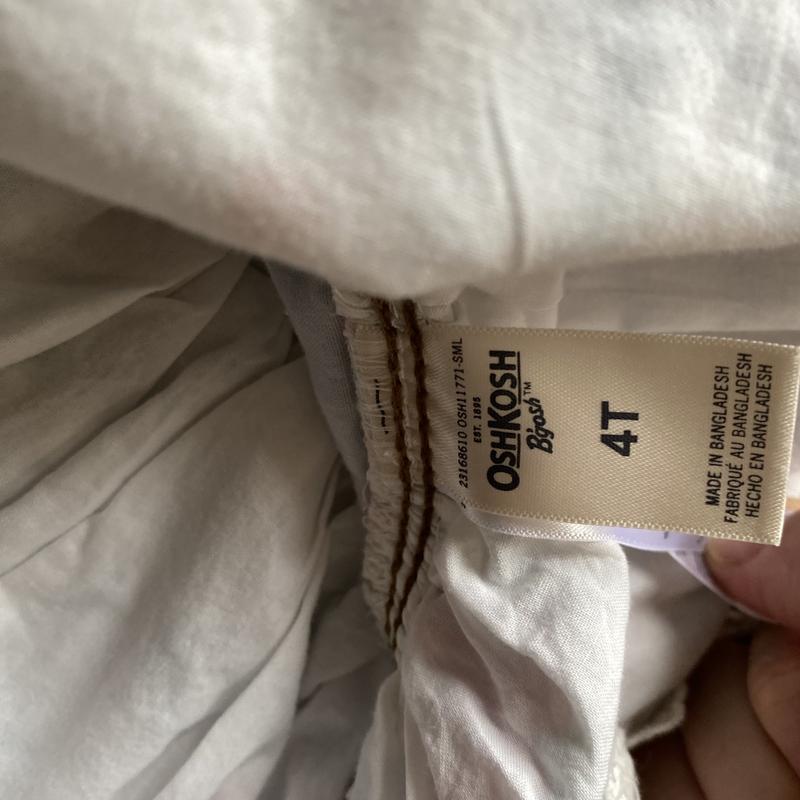 23168610 OSH11771-SML
EST. 1895
OSHKOSH
B'gosh™
4T
MADE IN BANGLADESH
FABRIQUÉ AU BANGLADESH
HECHO EN BANGLADESH